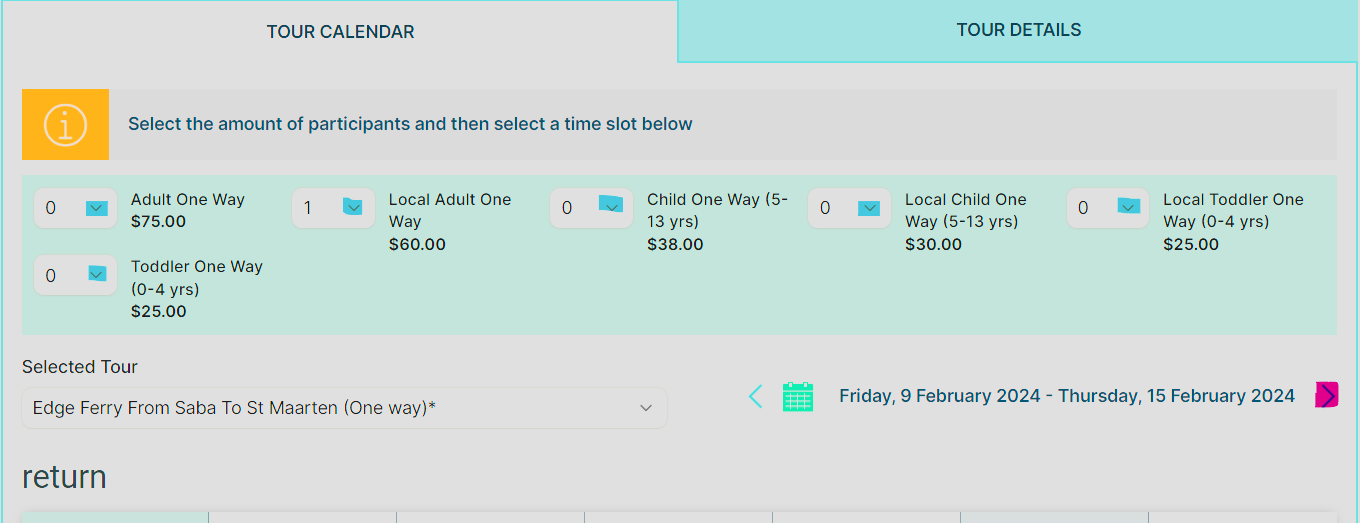 TOUR CALENDAR
TOUR DETAILS
Select the amount of participants and then select a time slot below
0
Adult One Way
$75.00
1
Local Adult One
Way
$60.00
0
Child One Way (5-
13 yrs)
$38.00
0
Local Child One
Way (5-13 yrs)
$30.00
0
Local Toddler One
Way (0-4 yrs)
$25.00
0
Toddler One Way
(0-4 yrs)
$25.00
Selected Tour
Edge Ferry From Saba To St Maarten (One way)*
Friday, 9 February 2024 - Thursday, 15 February 2024
return